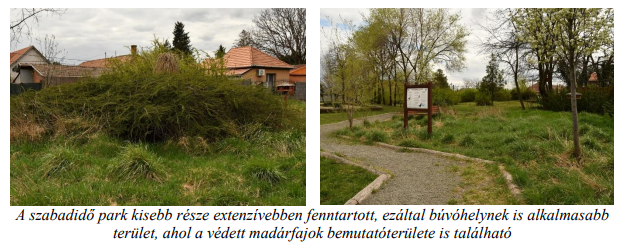 A szabadidő park kisebb része extenzívebben fenntartott, ezáltal búvóhelynek is alkalmasabb
terület, ahol a védett madárfajok bemutatóterülete is található